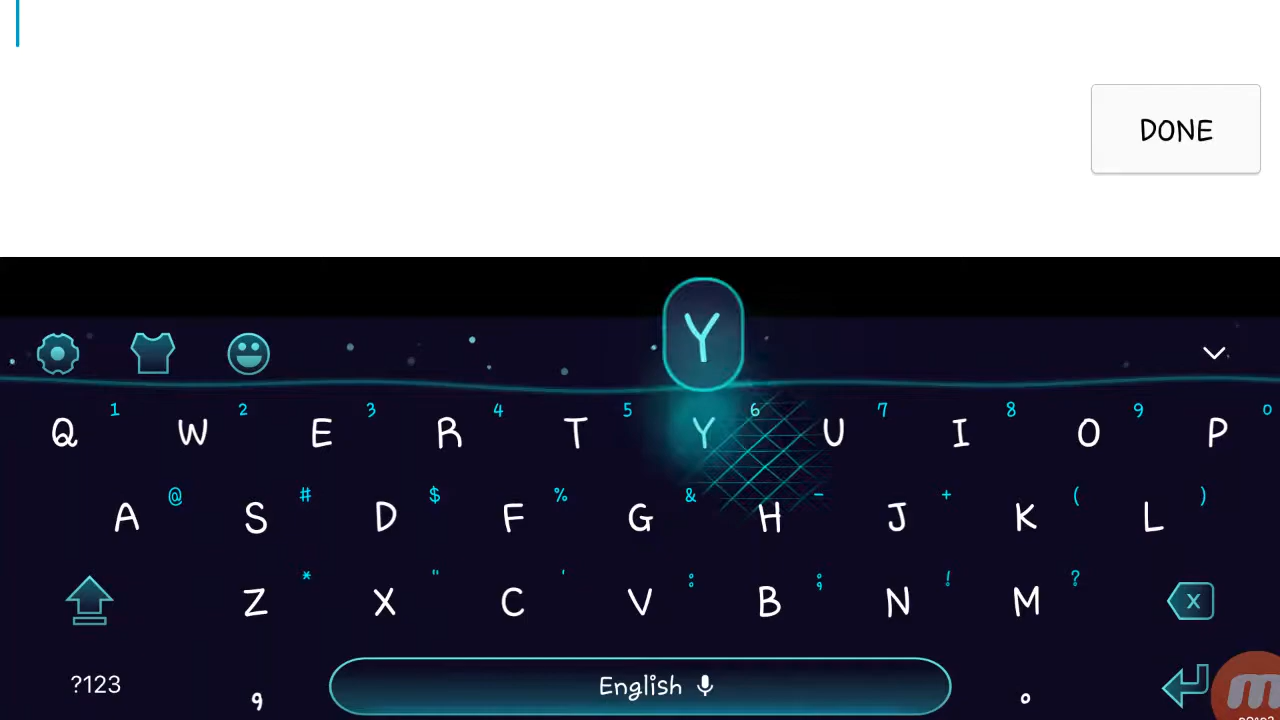 DONE
Y
1 2 3 4 5 6 7 8 9 0
Q W E R T Y U I O P
@ # $ % & - + ( )
A S D F G H J K L
* " ' : ; ! ?
Z X C V B N M X
?123 , English .